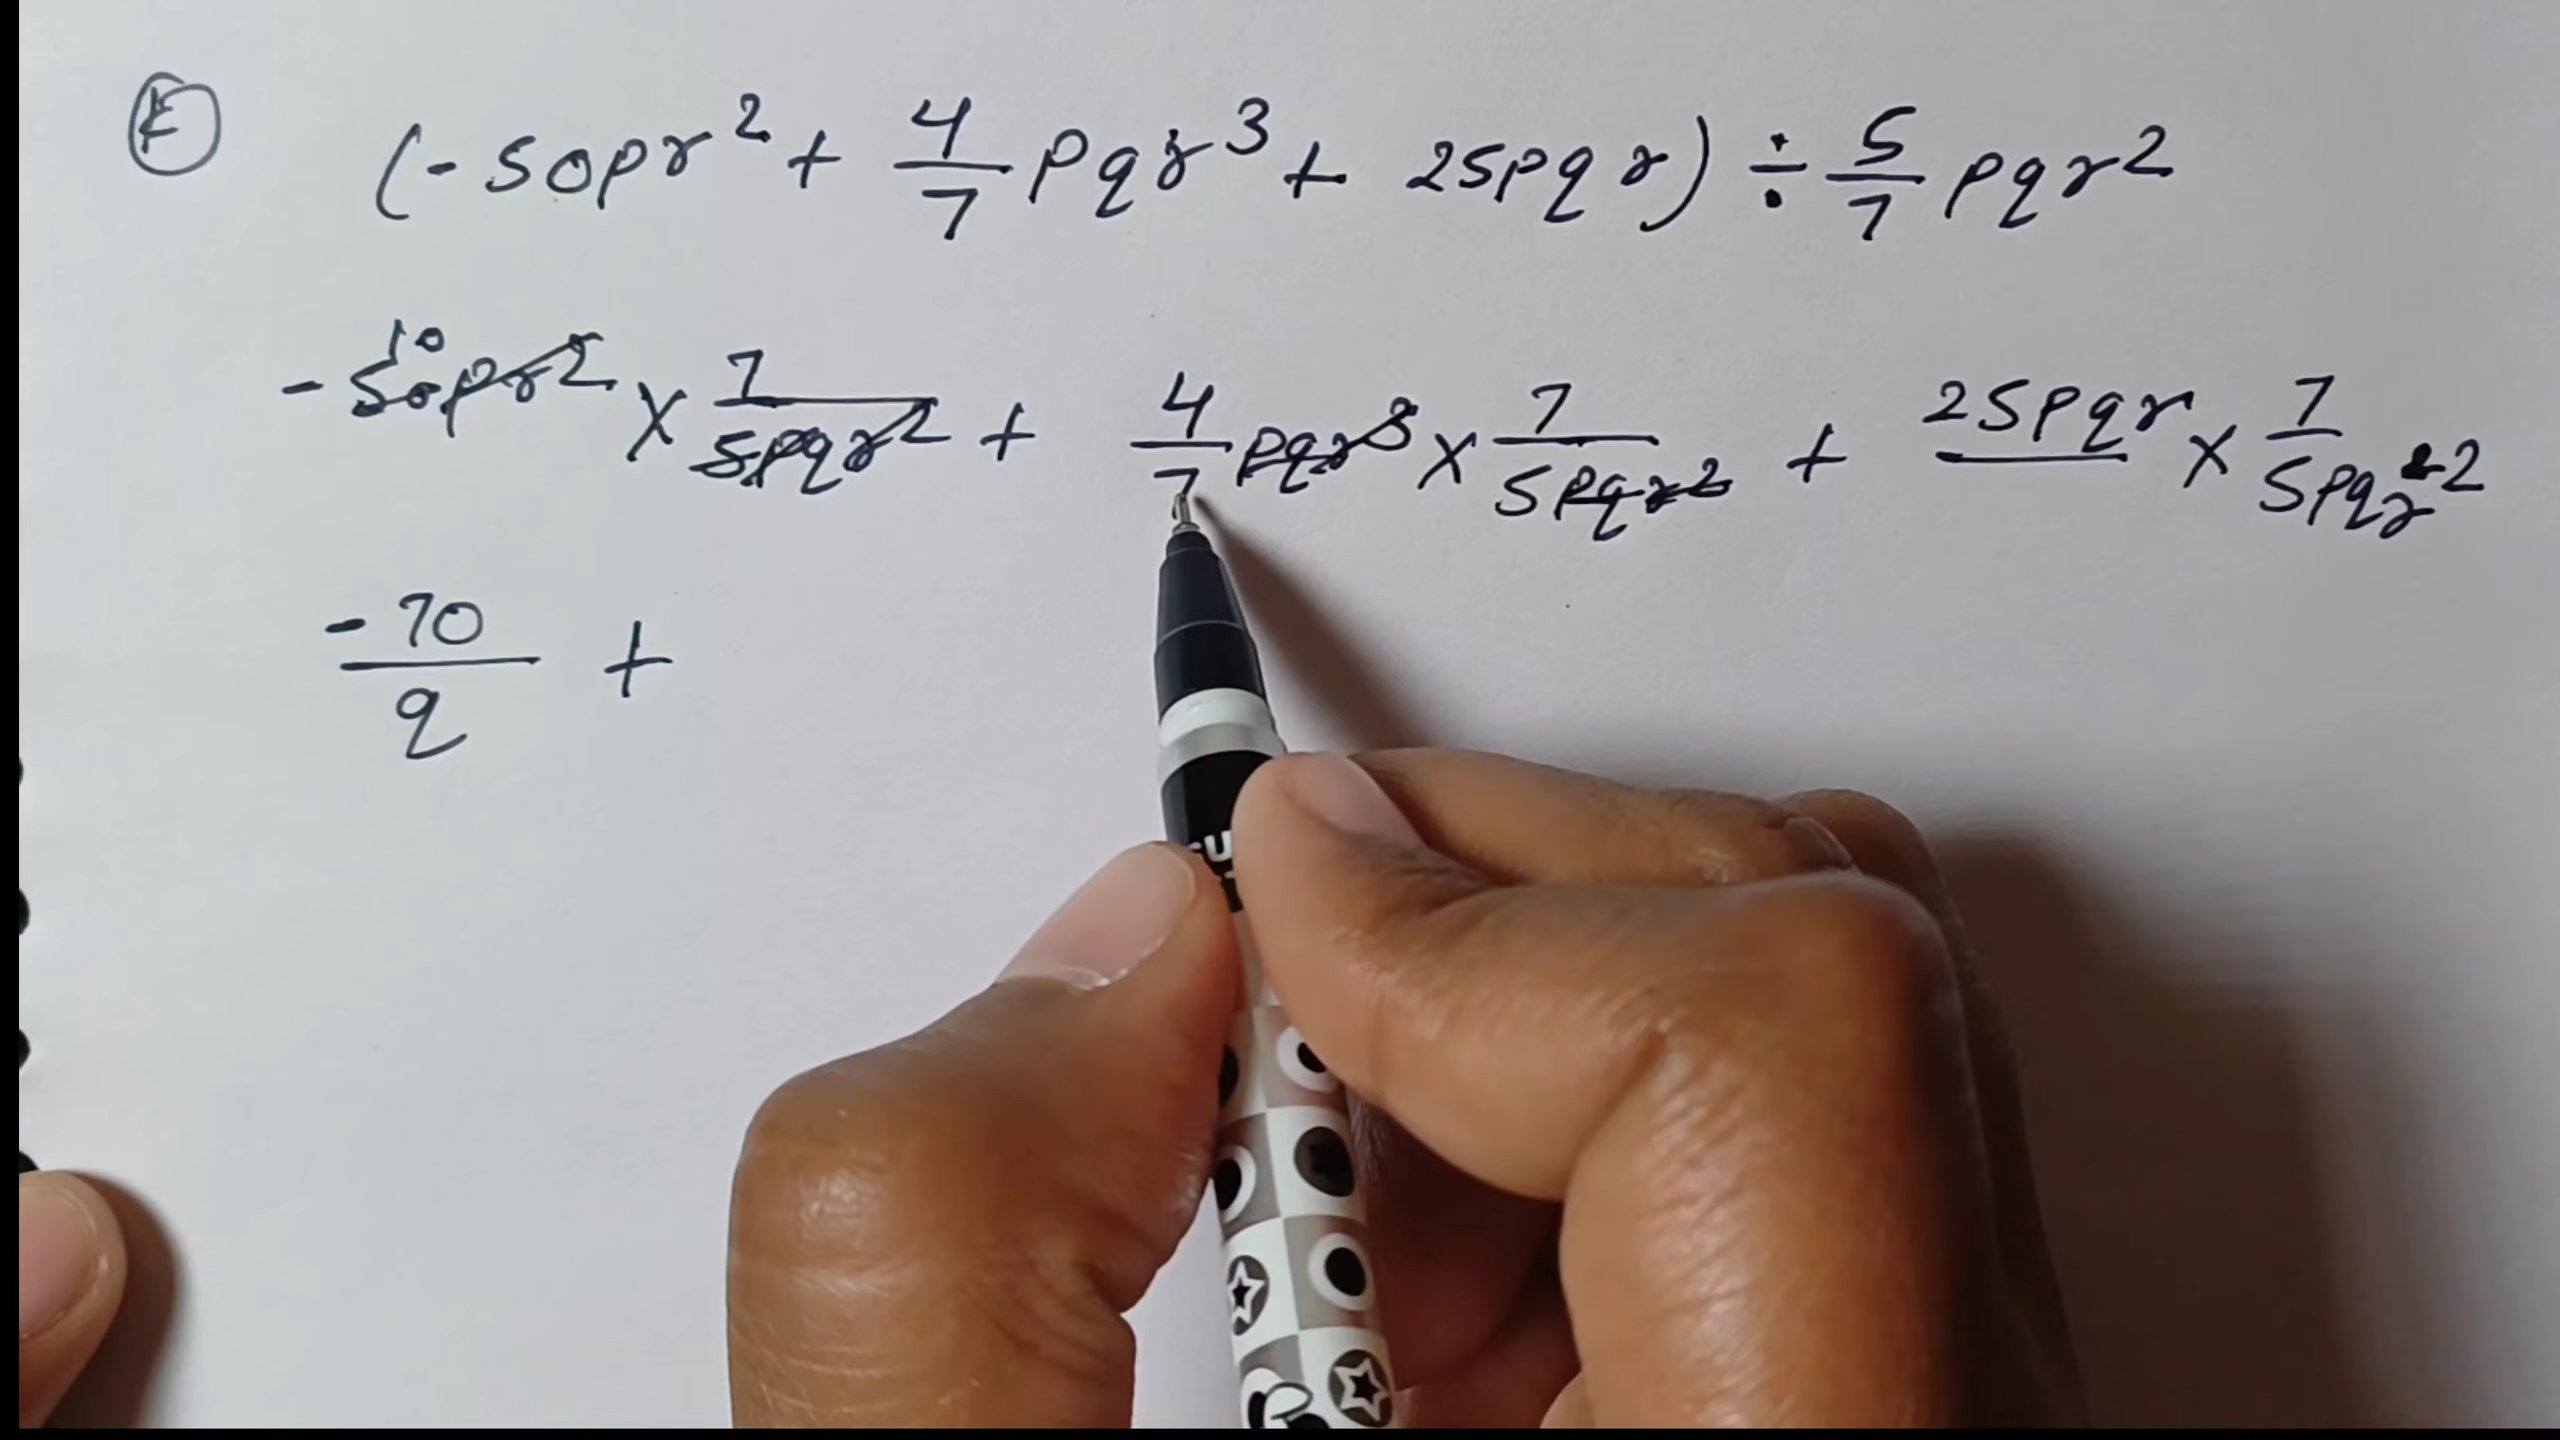 (K) (-50pr² + 4/7 pqr³ + 25pqr) ÷ 5/7 pqr²
-50pr² 10 × 7/5pqr² + 4/7 pqr³ × 7/5pqr² + 25pqr × 7/5pqr²
-70/q +